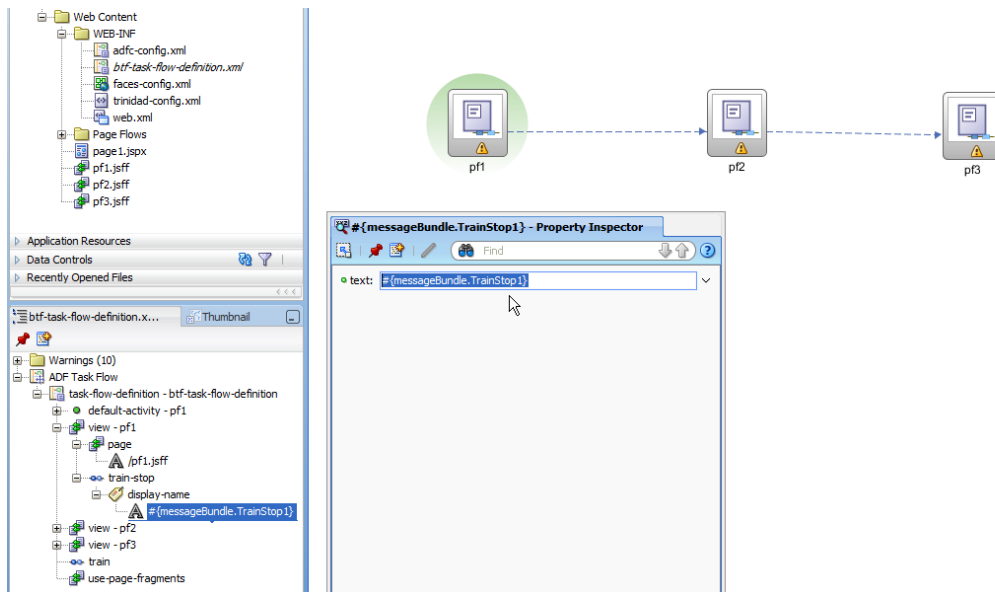 Web Content
WEB-INF
adfc-config.xml
btf-task-flow-definition.xml
faces-config.xml
trinidad-config.xml
web.xml
Page Flows
page1.jspx
pf1.jsff
pf2.jsff
pf3.jsff
Application Resources
Data Controls
Recently Opened Files
btf-task-flow-definition.x...
Thumbnail
Warnings (10)
ADF Task Flow
task-flow-definition - btf-task-flow-definition
default-activity - pf1
view - pf1
page
/pf1.jsff
train-stop
display-name
#{messageBundle.TrainStop1}
view - pf2
view - pf3
train
use-page-fragments
pf1
pf2
pf3
#{messageBundle.TrainStop1} - Property Inspector
Find
text: #{messageBundle.TrainStop1}